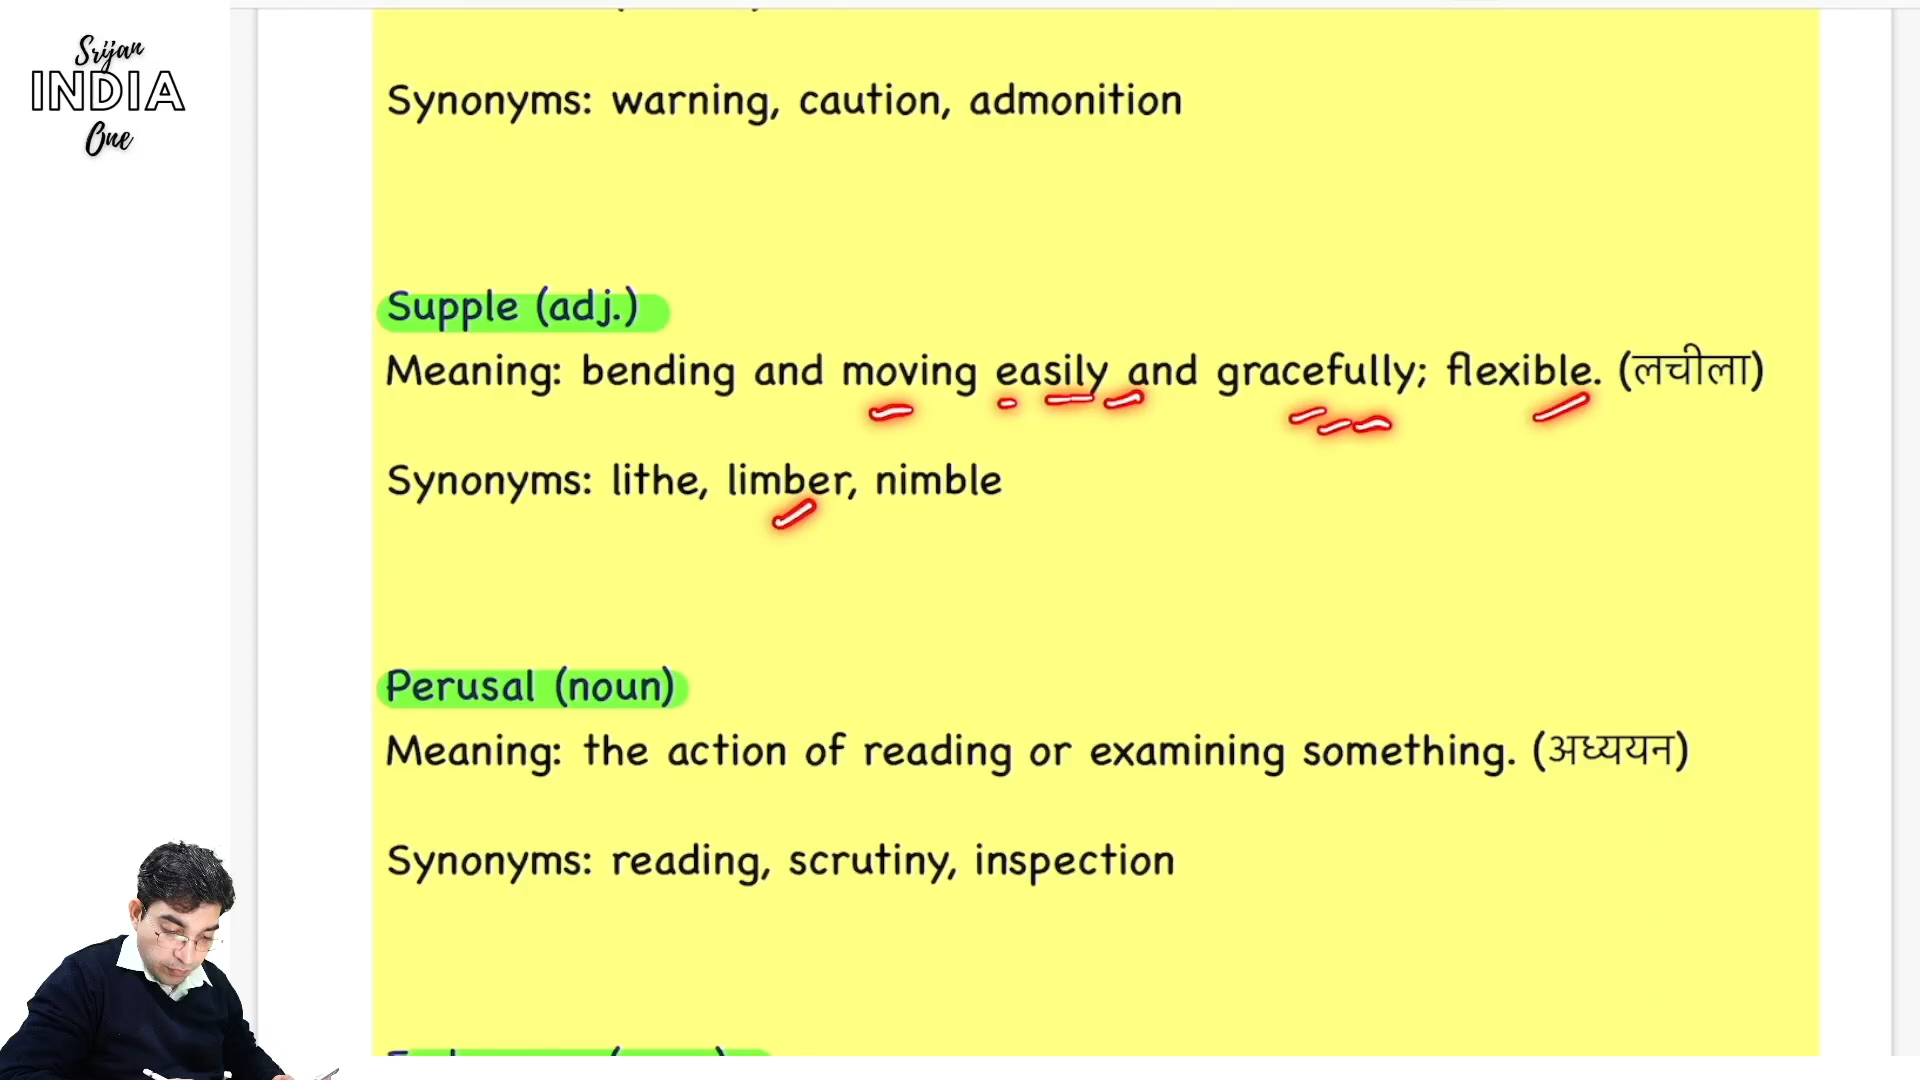 Srijan
INDIA
One
Synonyms: warning, caution, admonition
Supple (adj.)
Meaning: bending and moving easily and gracefully; flexible. (लचीला)
Synonyms: lithe, limber, nimble
Perusal (noun)
Meaning: the action of reading or examining something. (अध्ययन)
Synonyms: reading, scrutiny, inspection